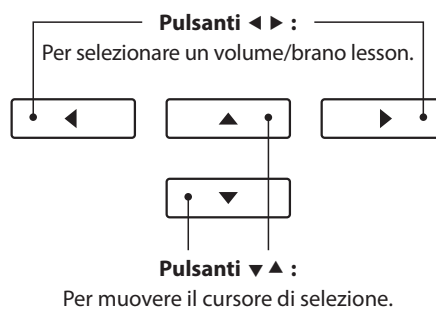 Pulsanti ◀ ▶ :
Per selezionare un volume/brano lesson.
◀ ▲ ▶
▼
Pulsanti ▼ ▲ :
Per muovere il cursore di selezione.